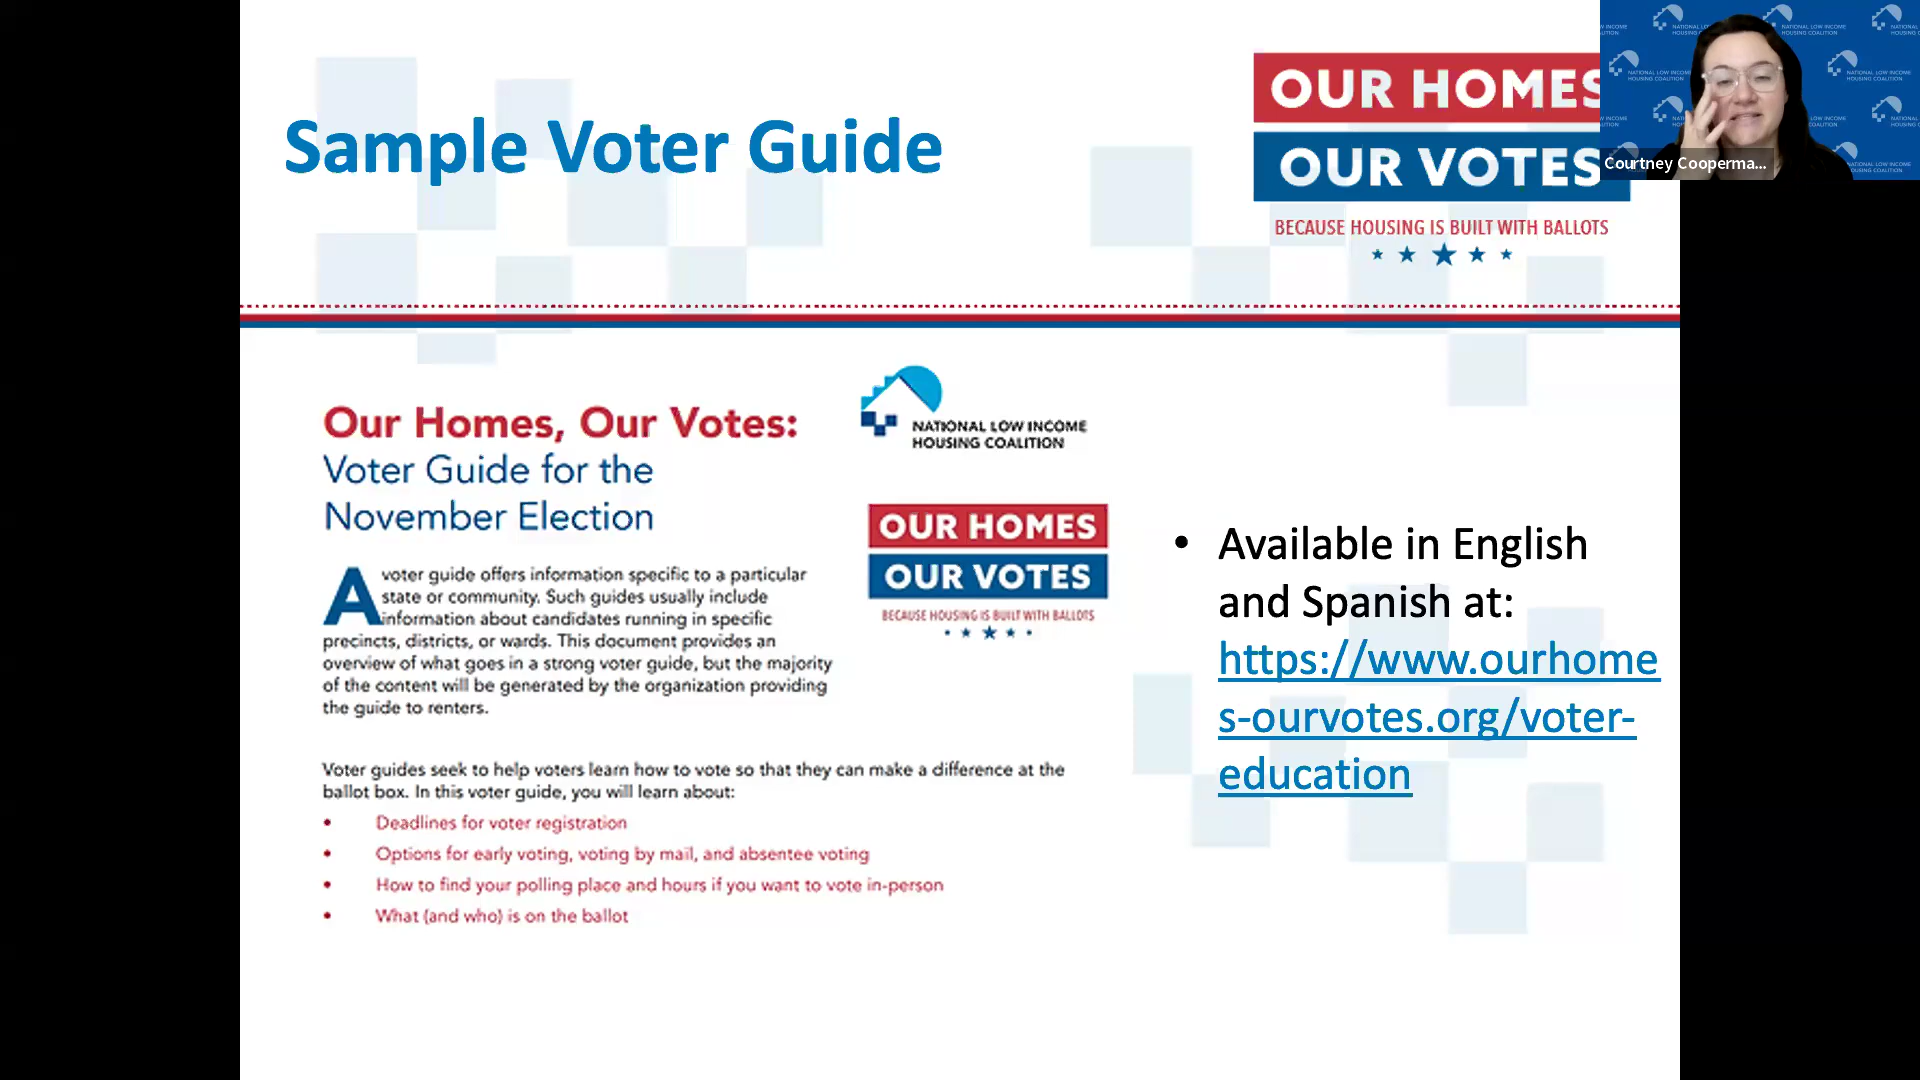 Sample Voter Guide
OUR HOMES
OUR VOTES
BECAUSE HOUSING IS BUILT WITH BALLOTS
Courtney Cooperma...
NATIONAL LOW INCOME
HOUSING COALITION
Our Homes, Our Votes:
Voter Guide for the
November Election
NATIONAL LOW INCOME
HOUSING COALITION
OUR HOMES
OUR VOTES
BECAUSE HOUSING IS BUILT WITH BALLOTS
A voter guide offers information specific to a particular
state or community. Such guides usually include
information about candidates running in specific
precincts, districts, or wards. This document provides an
overview of what goes in a strong voter guide, but the majority
of the content will be generated by the organization providing
the guide to renters.
Voter guides seek to help voters learn how to vote so that they can make a difference at the
ballot box. In this voter guide, you will learn about:
• Deadlines for voter registration
• Options for early voting, voting by mail, and absentee voting
• How to find your polling place and hours if you want to vote in-person
• What (and who) is on the ballot
• Available in English
and Spanish at:
https://www.ourhome
s-ourvotes.org/voter-
education